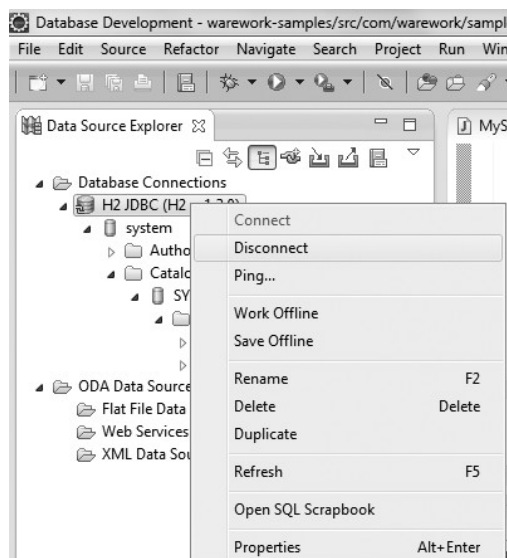 Database Development - warework-samples/src/com/warework/sampl
File Edit Source Refactor Navigate Search Project Run Win
Data Source Explorer
MyS
Database Connections
H2 JDBC (H2
system
Autho
Catalo
SY
ODA Data Source
Flat File Data
Web Services
XML Data Sou
Connect
Disconnect
Ping...
Work Offline
Save Offline
Rename F2
Delete Delete
Duplicate
Refresh F5
Open SQL Scrapbook
Properties Alt+Enter